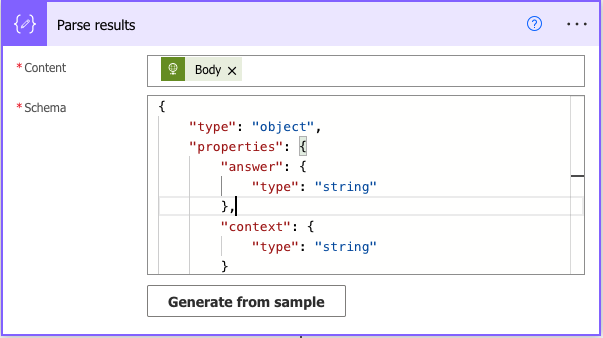 Parse results
* Content
Body ×
* Schema
{
    "type": "object",
    "properties": {
        "answer": {
            "type": "string"
        },
        "context": {
            "type": "string"
        }
Generate from sample